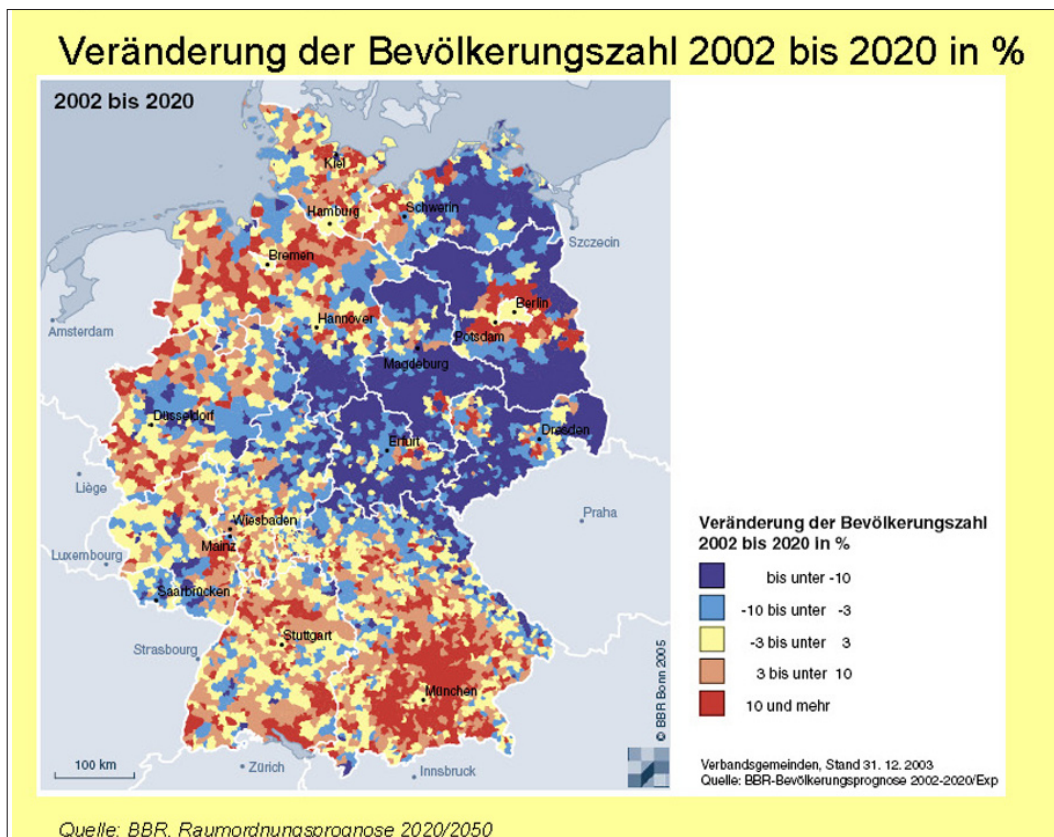 Veränderung der Bevölkerungszahl 2002 bis 2020 in %
2002 bis 2020
Kiel
Hamburg
Schwerin
Szczecin
Bremen
Berlin
Amsterdam
Hannover
Potsdam
Magdeburg
Düsseldorf
Erfurt
Dresden
Liège
Wiesbaden
Praha
Mainz
Luxembourg
Saarbrücken
Stuttgart
Strasbourg
München
Zürich
Innsbruck
100 km
© BBR Bonn 2005
Veränderung der Bevölkerungszahl
2002 bis 2020 in %
bis unter -10
-10 bis unter -3
-3 bis unter 3
3 bis unter 10
10 und mehr
Verbandsgemeinden, Stand 31. 12. 2003
Quelle: BBR-Bevölkerungsprognose 2002-2020/Exp
Quelle: BBR, Raumordnungsprognose 2020/2050